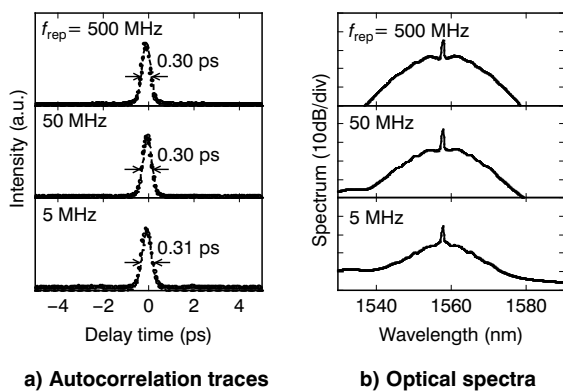 f_rep = 500 MHz
0.30 ps
50 MHz
0.30 ps
5 MHz
0.31 ps
Intensity (a.u.)
−4 −2 0 2 4
Delay time (ps)
a) Autocorrelation traces
f_rep = 500 MHz
50 MHz
5 MHz
Spectrum (10dB/div)
1540 1560 1580
Wavelength (nm)
b) Optical spectra